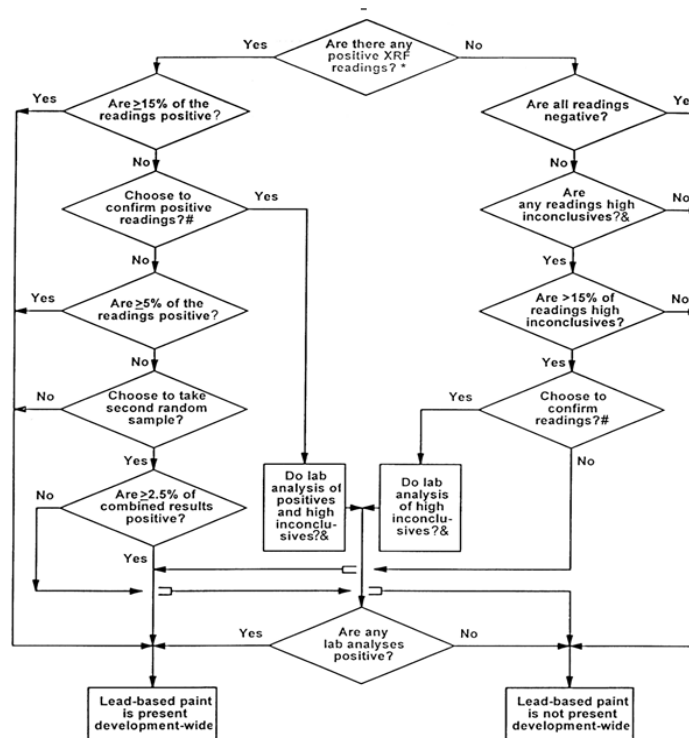 Are there any
positive XRF
readings? *
Yes
No
Are ≥15% of the
readings positive?
Yes
No
Are all readings
negative?
Yes
No
Choose to
confirm positive
readings?#
Yes
No
Are
any readings high
inconclusives?&
No
Yes
Are ≥5% of the
readings positive?
Yes
No
Are >15% of
readings high
inconclusives?
No
Yes
Choose to take
second random
sample?
No
Yes
Choose to
confirm
readings?#
Yes
No
Are ≥2.5% of
combined results
positive?
No
Yes
Do lab
analysis of
positives
and high
inconclu-
sives?&
Do lab
analysis
of high
inconclu-
sives?&
Are any
lab analyses
positive?
Yes
No
Lead-based paint
is present
development-wide
Lead-based paint
is not present
development-wide